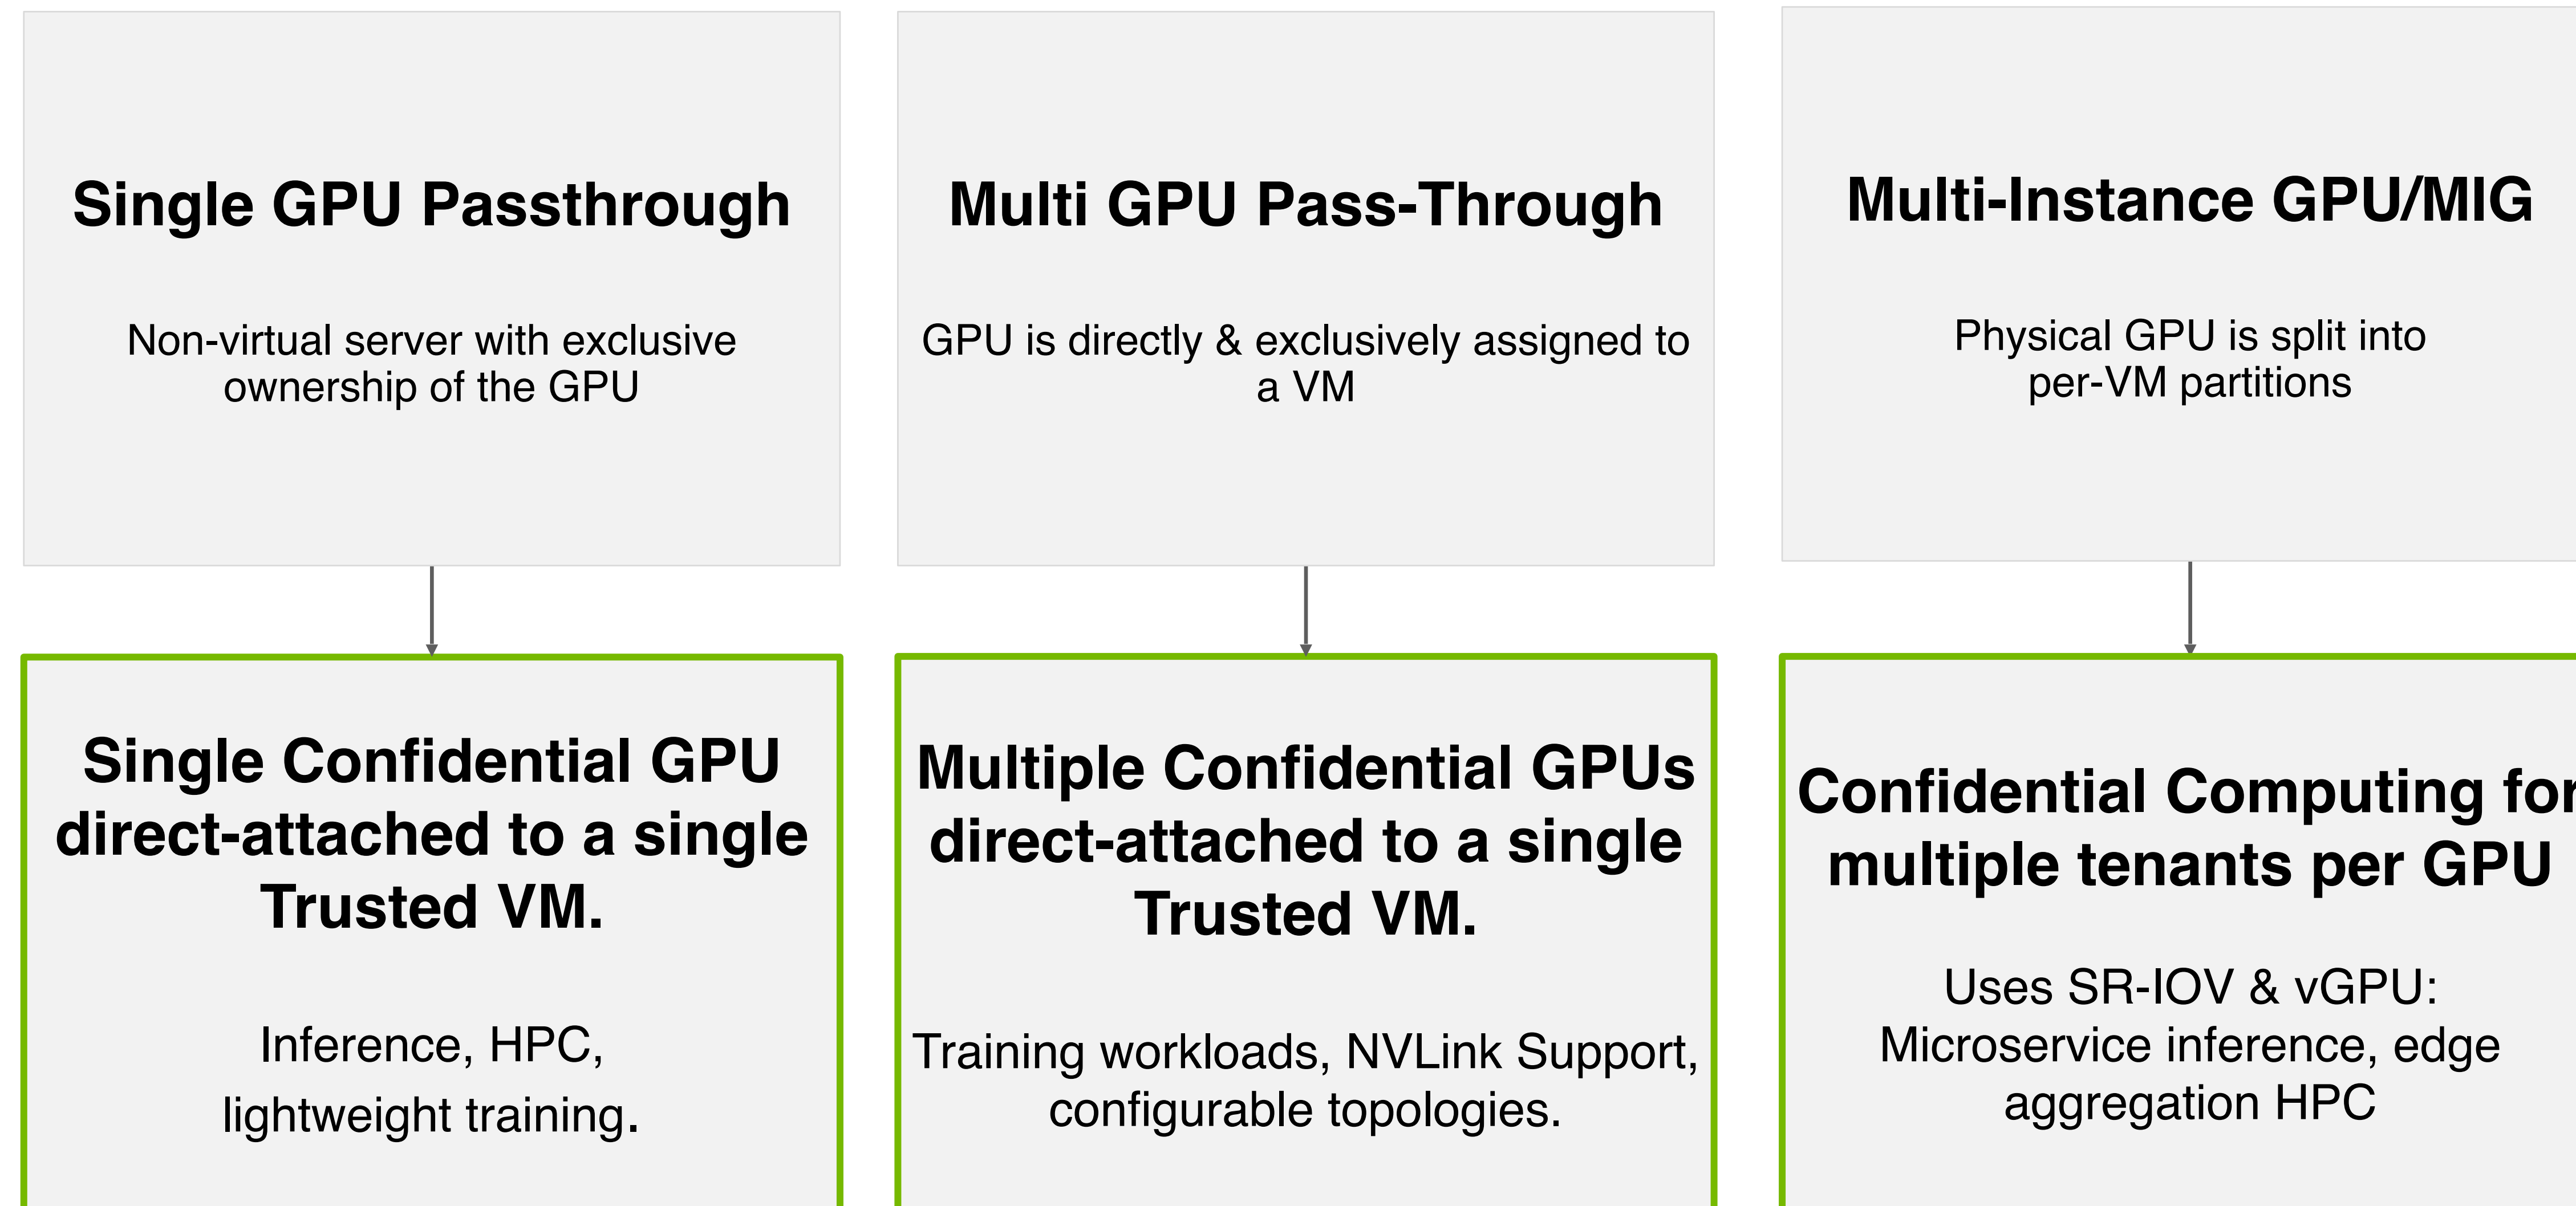 Single GPU Passthrough
Non-virtual server with exclusive
ownership of the GPU
Multi GPU Pass-Through
GPU is directly & exclusively assigned to
a VM
Multi-Instance GPU/MIG
Physical GPU is split into
per-VM partitions
Single Confidential GPU
direct-attached to a single
Trusted VM.
Inference, HPC,
lightweight training.
Multiple Confidential GPUs
direct-attached to a single
Trusted VM.
Training workloads, NVLink Support,
configurable topologies.
Confidential Computing for
multiple tenants per GPU
Uses SR-IOV & vGPU:
Microservice inference, edge
aggregation HPC